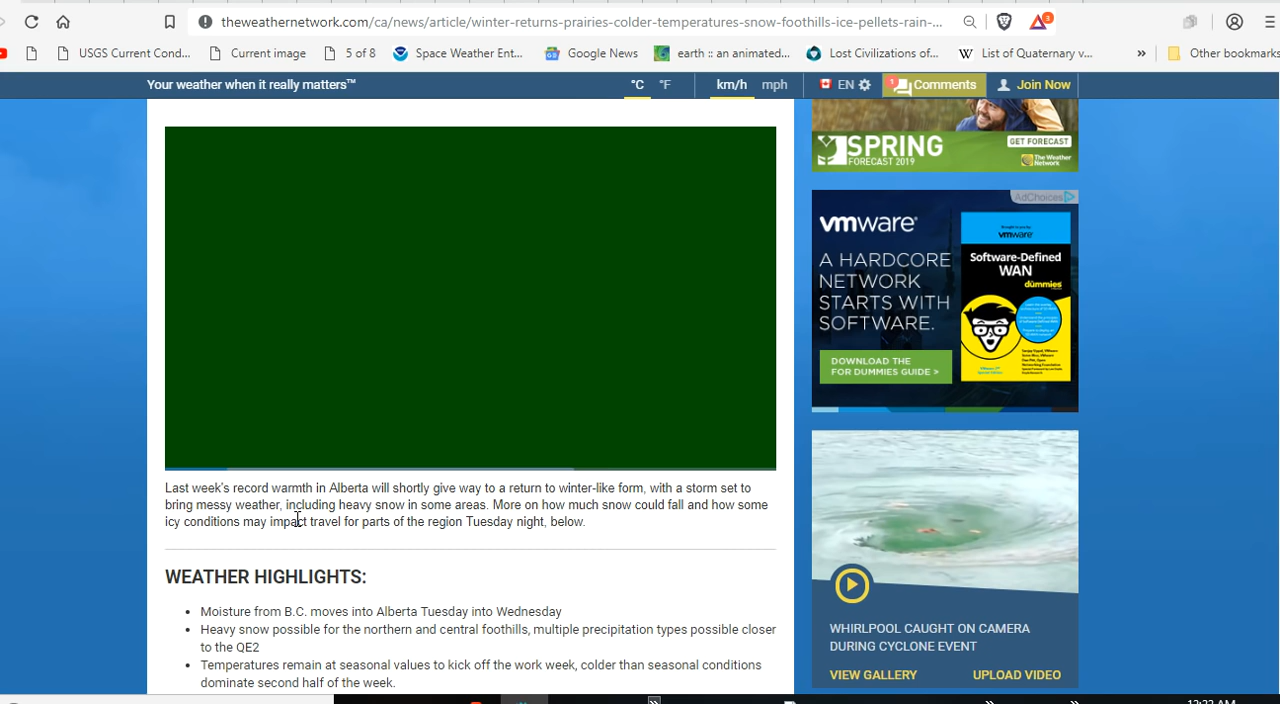 theweathernetwork.com/ca/news/article/winter-returns-prairies-colder-temperatures-snow-foothills-ice-pellets-rain-...
3
USGS Current Cond... Current image 5 of 8 Space Weather Ent... Google News earth :: an animated... Lost Civilizations of... W List of Quaternary v... » Other bookmarks
Your weather when it really matters™ °C °F km/h mph EN 1 Comments Join Now
SPRING
FORECAST 2019
GET FORECAST
The Weather Network
AdChoices
vmware®
A HARDCORE
NETWORK
STARTS WITH
SOFTWARE.
DOWNLOAD THE
FOR DUMMIES GUIDE >
vmware
Software-Defined
WAN
dummies
Last week's record warmth in Alberta will shortly give way to a return to winter-like form, with a storm set to
bring messy weather, including heavy snow in some areas. More on how much snow could fall and how some
icy conditions may impact travel for parts of the region Tuesday night, below.
WEATHER HIGHLIGHTS:
• Moisture from B.C. moves into Alberta Tuesday into Wednesday
• Heavy snow possible for the northern and central foothills, multiple precipitation types possible closer
to the QE2
• Temperatures remain at seasonal values to kick off the work week, colder than seasonal conditions
dominate second half of the week.
WHIRLPOOL CAUGHT ON CAMERA
DURING CYCLONE EVENT
VIEW GALLERY UPLOAD VIDEO